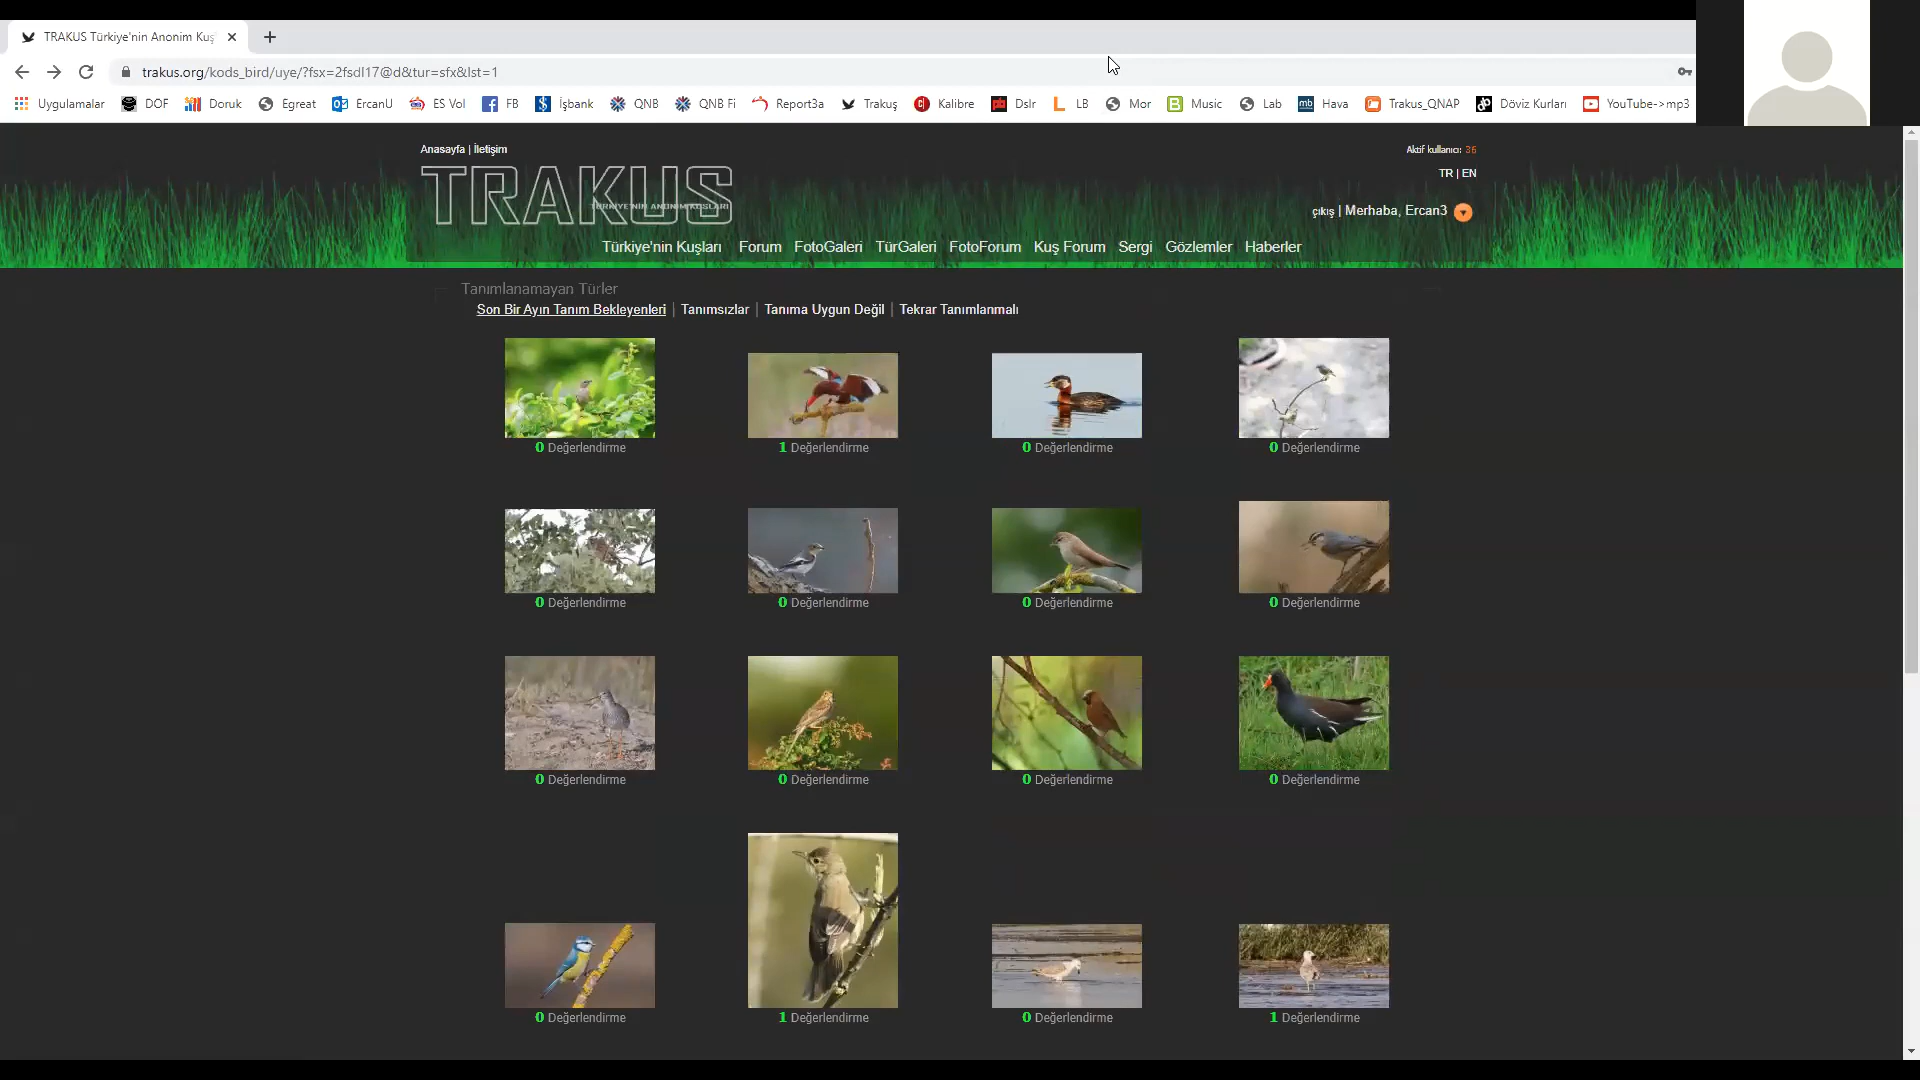 TRAKUS Türkiye'nin Anonim Kuş
trakus.org/kods_bird/uye/?fsx=2fsdl17@d&tur=sfx&lst=1
Uygulamalar DOF Doruk Egreat ErcanU ES Vol FB İşbank QNB QNB Fi Report3a Trakuş Kalibre Dslr LB Mor Music Lab Hava Trakus_QNAP Döviz Kurları YouTube->mp3
Anasayfa | İletişim
Aktif kullanıcı: 36
TR | EN
TRAKUS
TÜRKİYE'NİN ANONİM KUŞLARI
çıkış | Merhaba, Ercan3
Türkiye'nin Kuşları Forum FotoGaleri TürGaleri FotoForum Kuş Forum Sergi Gözlemler Haberler
Tanımlanamayan Türler
Son Bir Ayın Tanım Bekleyenleri | Tanımsızlar | Tanıma Uygun Değil | Tekrar Tanımlanmalı
0 Değerlendirme 1 Değerlendirme 0 Değerlendirme 0 Değerlendirme
0 Değerlendirme 0 Değerlendirme 0 Değerlendirme 0 Değerlendirme
0 Değerlendirme 0 Değerlendirme 0 Değerlendirme 0 Değerlendirme
0 Değerlendirme 1 Değerlendirme 0 Değerlendirme 1 Değerlendirme